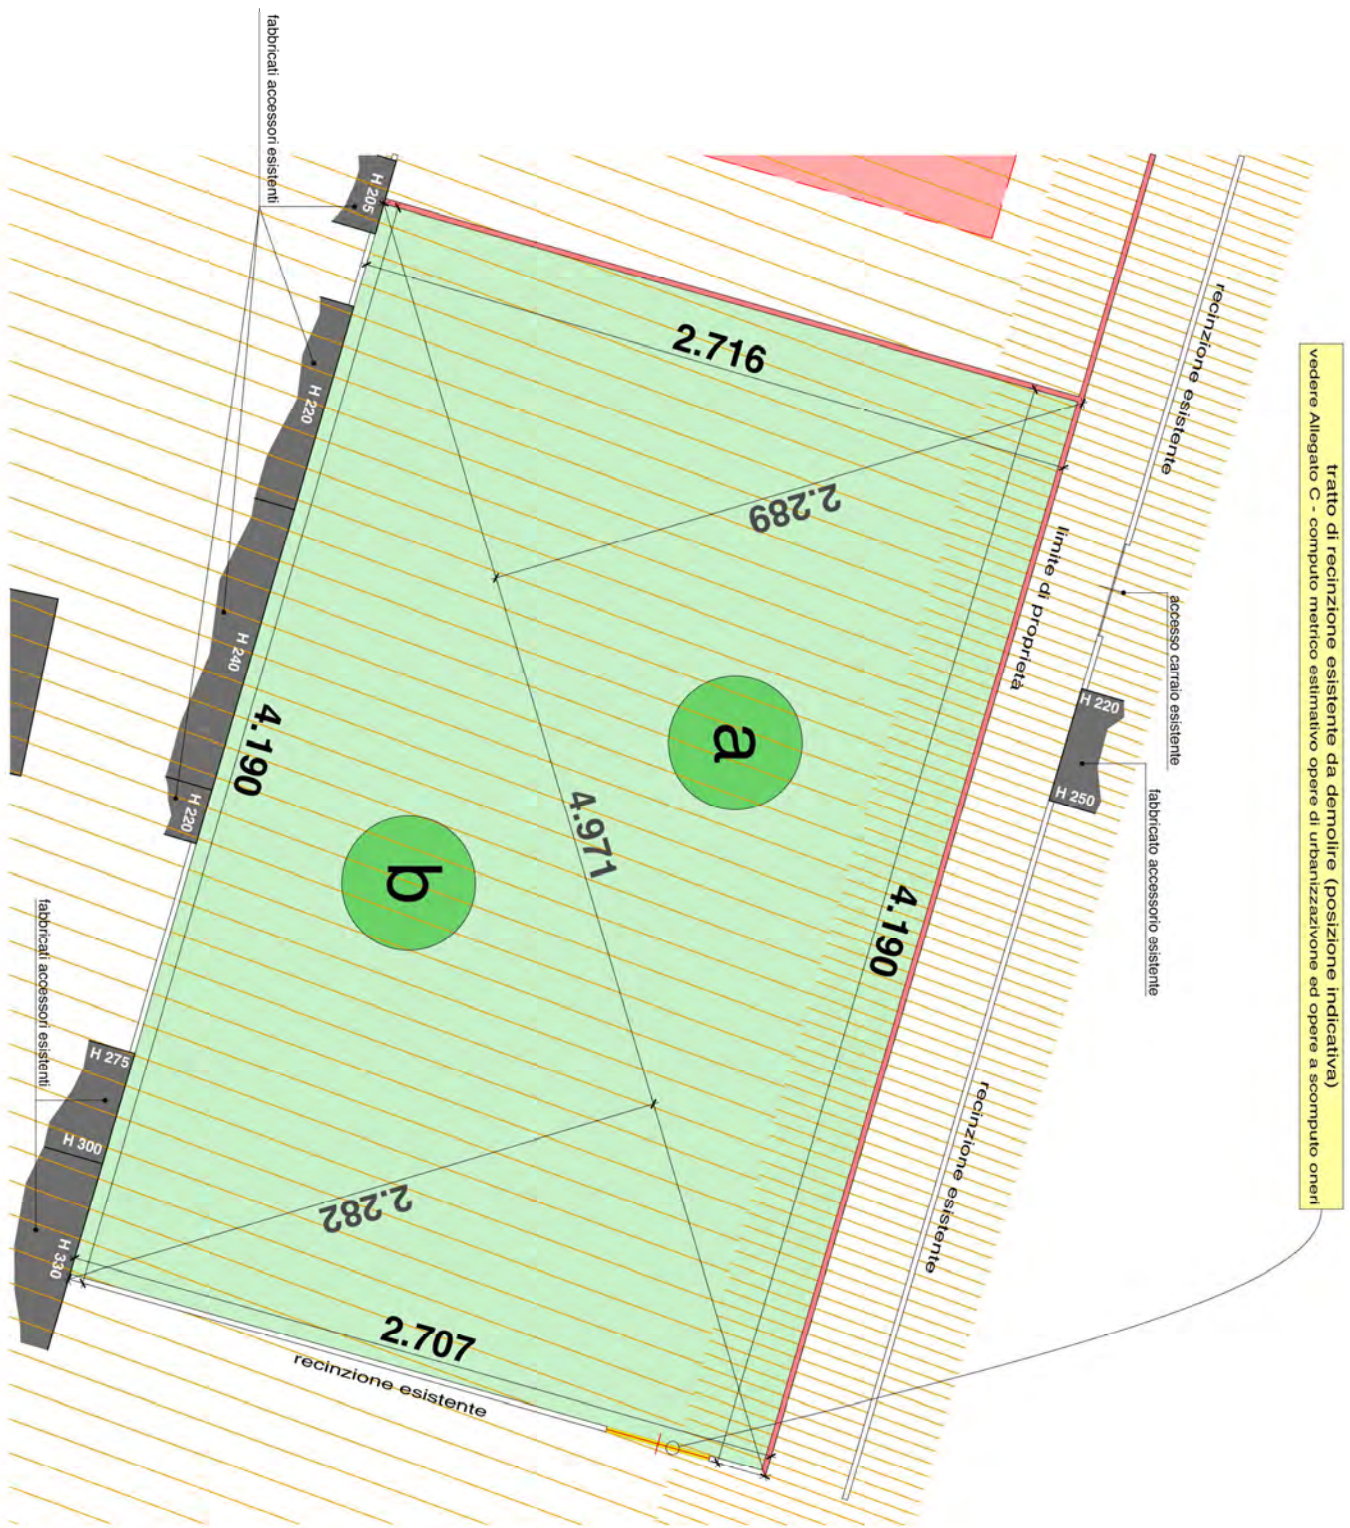 tratto di recinzione esistente da demolire (posizione indicativa)
vedere Allegato C - computo metrico estimativo opere di urbanizzazivone ed opere a scomputo oneri
recinzione esistente
accesso carraio esistente
fabbricato accessorio esistente
H 220
H 250
limite di proprietà
recinzione esistente
2.716
2.289
4.190
a
4.971
b
4.190
2.282
2.707
recinzione esistente
fabbricati accessori esistenti
H 205
H 220
H 240
H 220
fabbricati accessori esistenti
H 275
H 300
H 330